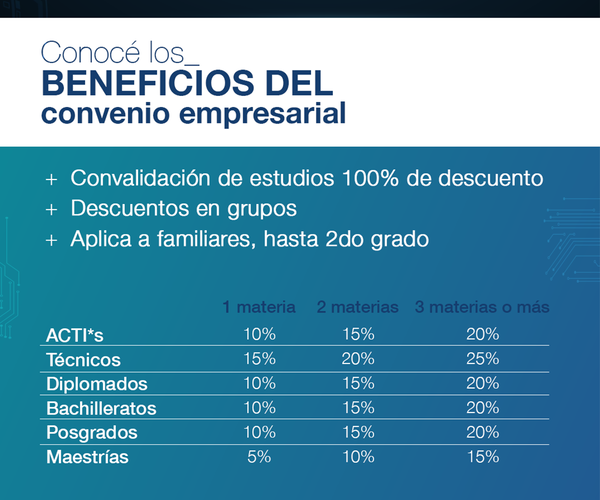 Conocé los_
BENEFICIOS DEL
convenio empresarial
+ Convalidación de estudios 100% de descuento
+ Descuentos en grupos
+ Aplica a familiares, hasta 2do grado
1 materia 2 materias 3 materias o más
ACTI*s 10% 15% 20%
Técnicos 15% 20% 25%
Diplomados 10% 15% 20%
Bachilleratos 10% 15% 20%
Posgrados 10% 15% 20%
Maestrías 5% 10% 15%